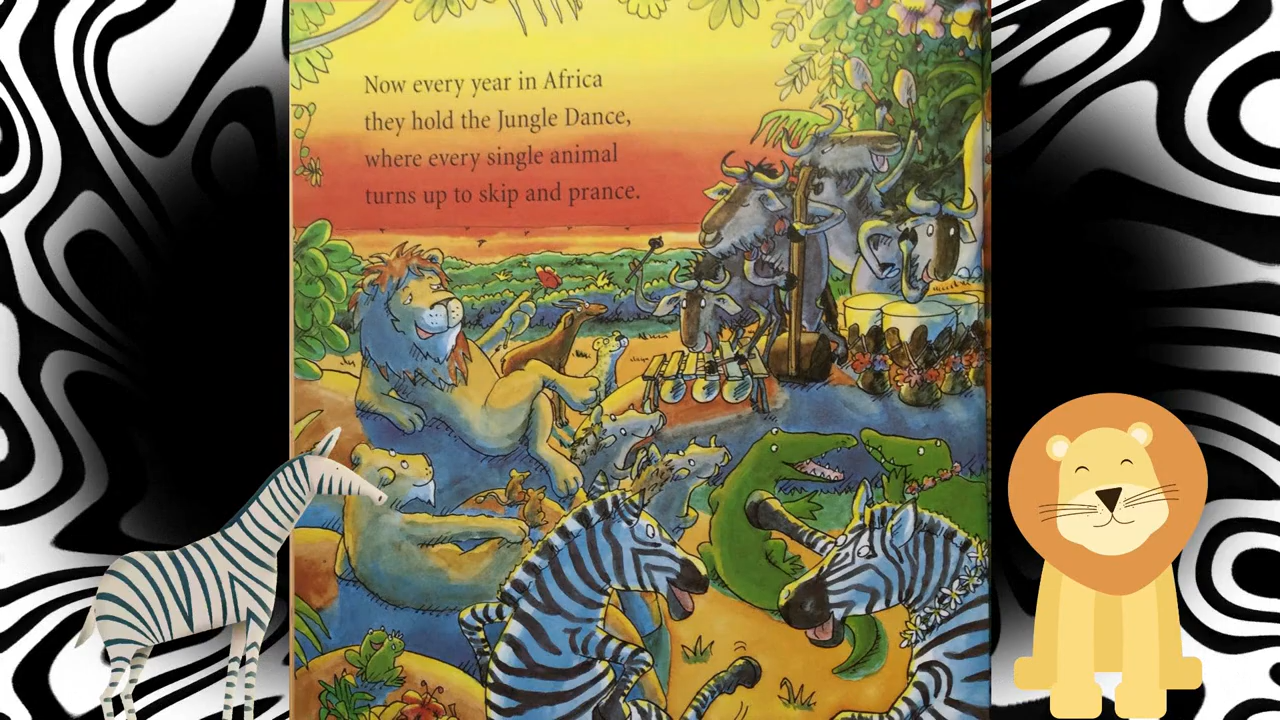 Now every year in Africa
they hold the Jungle Dance,
where every single animal
turns up to skip and prance.